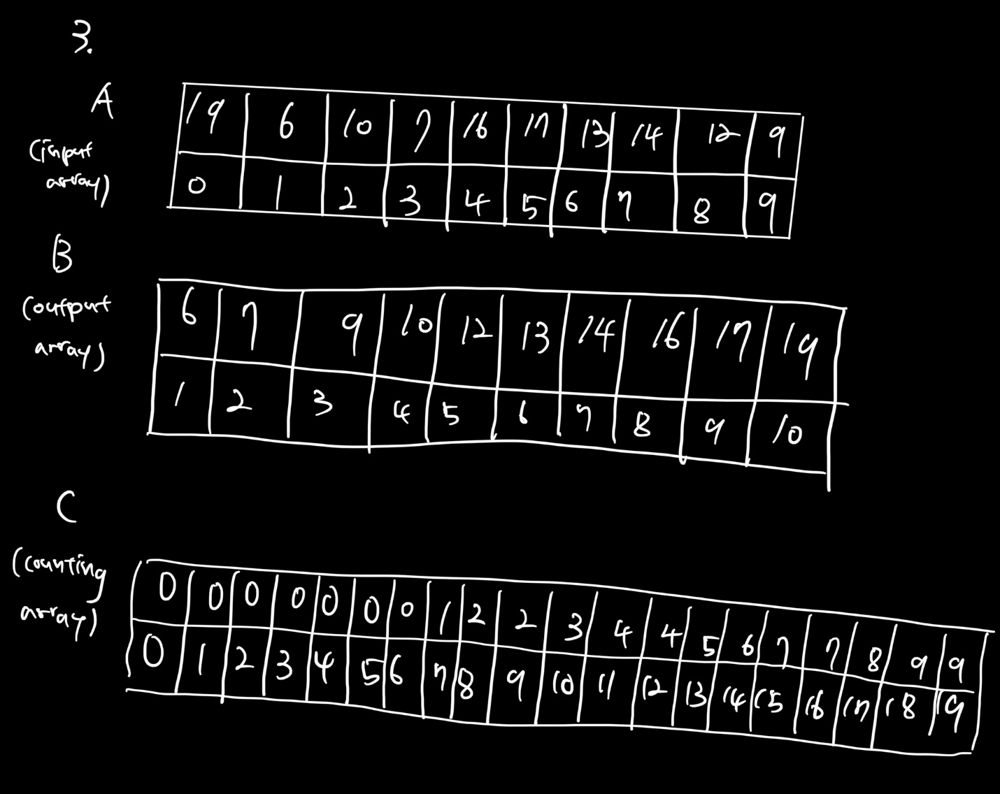 3.
A
(input
array)
19 6 10 7 16 17 13 14 12 9
0 1 2 3 4 5 6 7 8 9
B
(outpurt
array)
6 7 9 10 12 13 14 16 17 19
1 2 3 4 5 6 7 8 9 10
C
(counting
array)
0 0 0 0 0 0 0 1 2 2 3 4 4 5 6 7 7 8 9 9
0 1 2 3 4 5 6 7 8 9 10 11 12 13 14 15 16 17 18 19